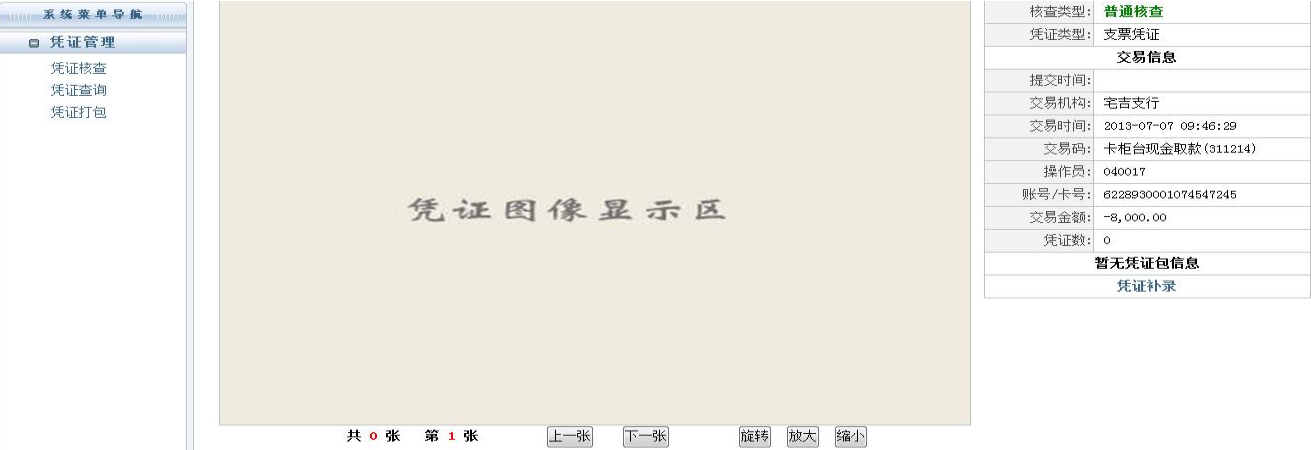 系统菜单导航
凭证管理
凭证核查
凭证查询
凭证打包
凭证图像显示区
共 0 张 第 1 张 上一张 下一张 旋转 放大 缩小
核查类型: 普通核查
凭证类型: 支票凭证
交易信息
提交时间:
交易机构: 宅吉支行
交易时间: 2013-07-07 09:46:29
交易码: 卡柜台现金取款(311214)
操作员: 040017
账号/卡号: 6228930001074547245
交易金额: -8,000.00
凭证数: 0
暂无凭证包信息
凭证补录